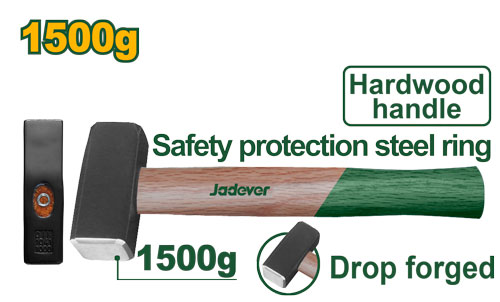 1500g
Hardwood
handle
Safety protection steel ring
Jadever
1500g
Drop forged